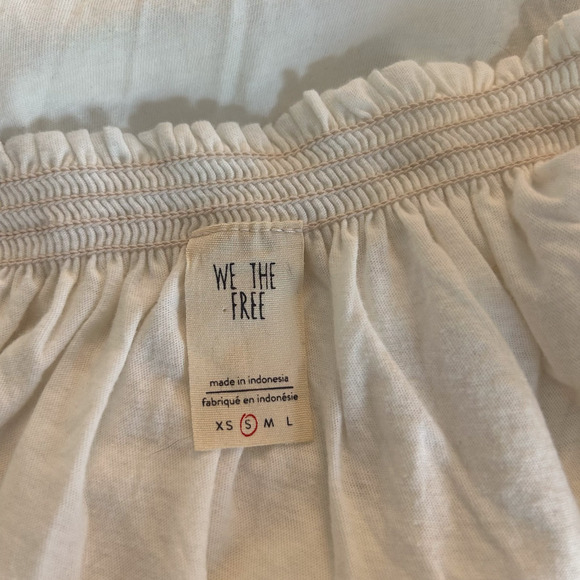 WE THE
FREE
made in indonesia
fabriqué en indonésie
XS S M L